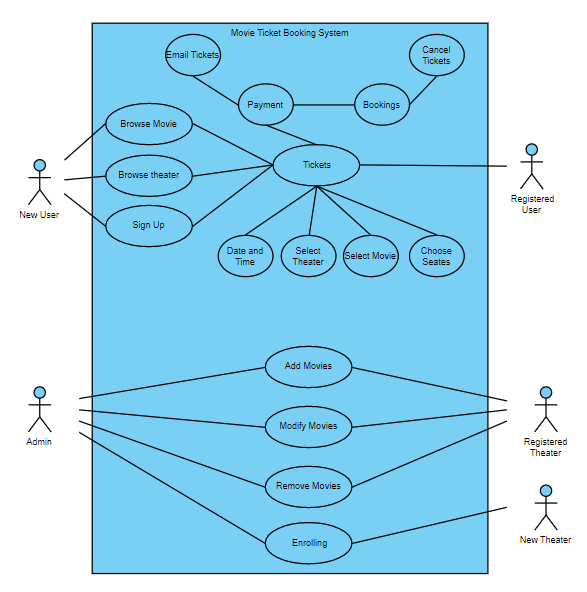 Movie Ticket Booking System
Email Tickets
Cancel
Tickets
Payment
Bookings
Browse Movie
Tickets
Browse theater
Registered
User
New User
Sign Up
Date and
Time
Select
Theater
Select Movie
Choose
Seates
Add Movies
Admin
Modify Movies
Registered
Theater
Remove Movies
Enrolling
New Theater